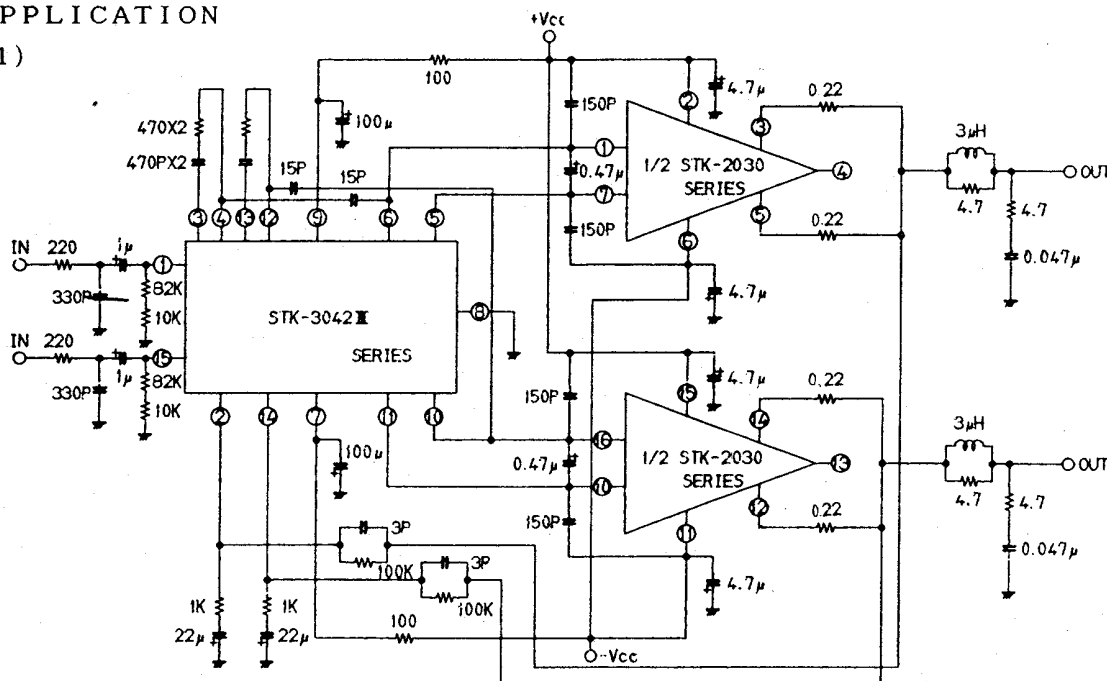 PPLICATION
1)
+Vcc
100
4.7μ
0.22
150P
2
3
470X2
100μ
3μH
1
1/2 STK-2030
SERIES
4
OUT
470PX2
15P
15P
0.47μ
7
4.7
4.7
3
4
13
12
9
6
5
5
0.22
150P
6
0.047μ
IN
220
1μ
1
82K
4.7μ
330P
10K
STK-3042Ⅲ
SERIES
8
IN
220
15
1μ
82K
4.7μ
330P
10K
150P
15
0.22
14
3μH
2
14
7
11
10
16
1/2 STK-2030
SERIES
13
OUT
100μ
0.47μ
10
4.7
4.7
12
150P
0.22
11
3P
0.047μ
100K
3P
4.7μ
100K
1K
1K
22μ
22μ
100
-Vcc